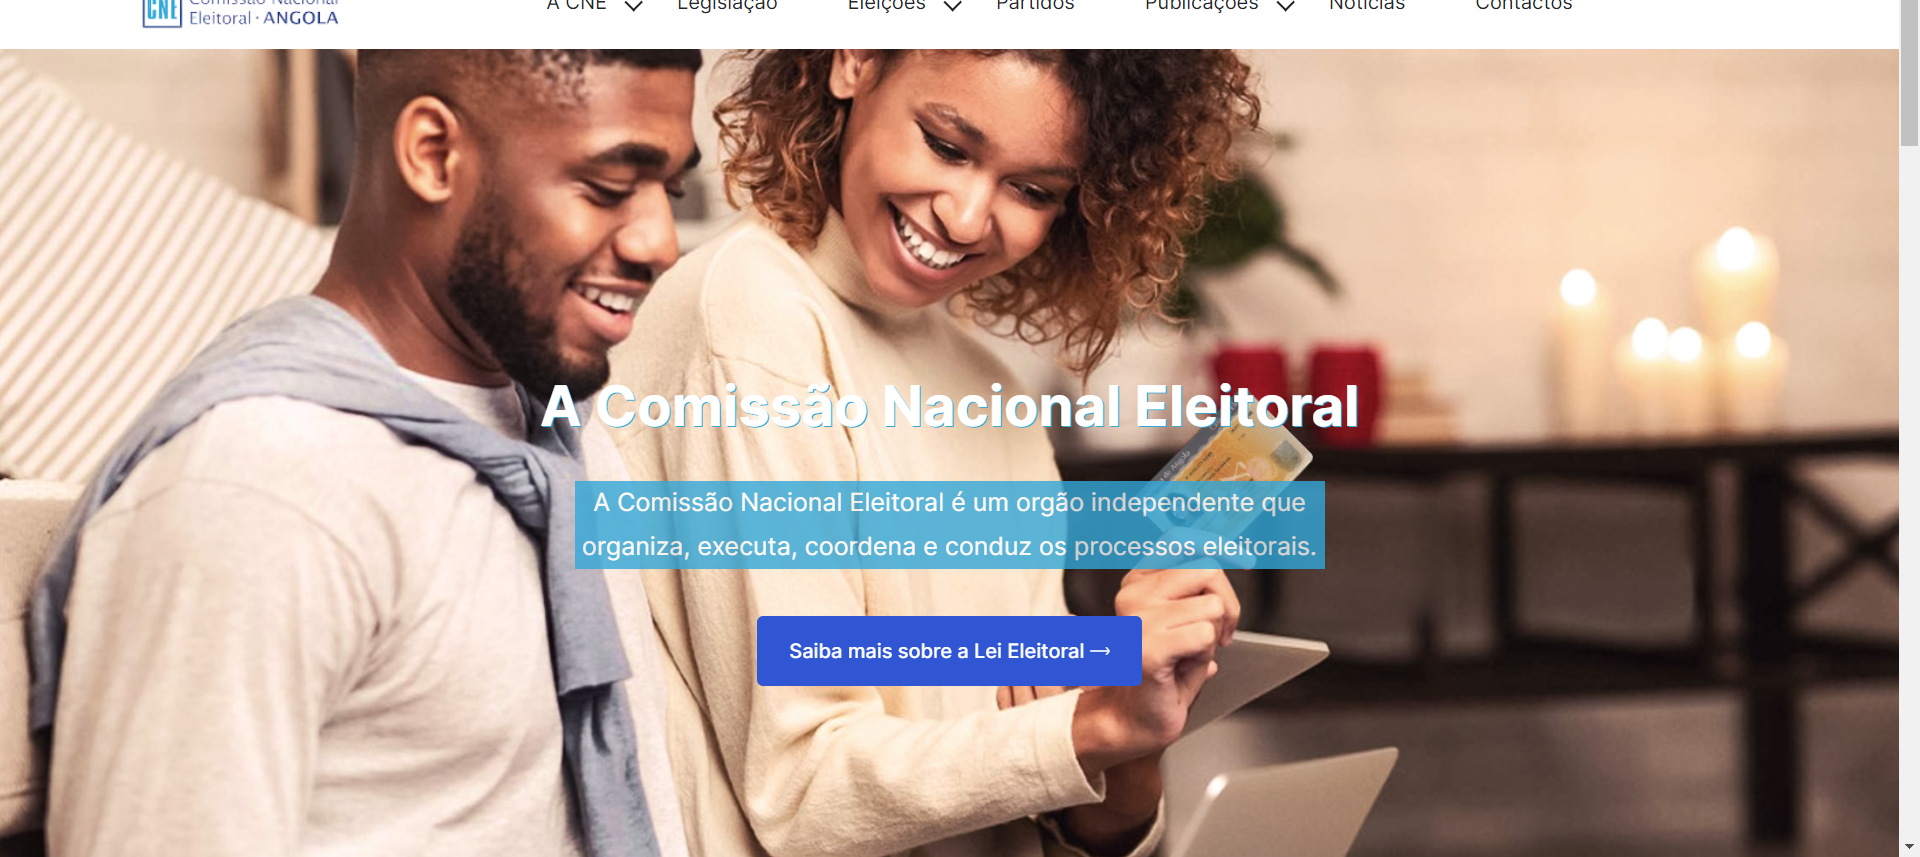 CNE
Comissão Nacional
Eleitoral · ANGOLA
A CNE
Legislação
Eleições
Partidos
Publicações
Notícias
Contactos
A Comissão Nacional Eleitoral
A Comissão Nacional Eleitoral é um orgão independente que
organiza, executa, coordena e conduz os processos eleitorais.
Saiba mais sobre a Lei Eleitoral →